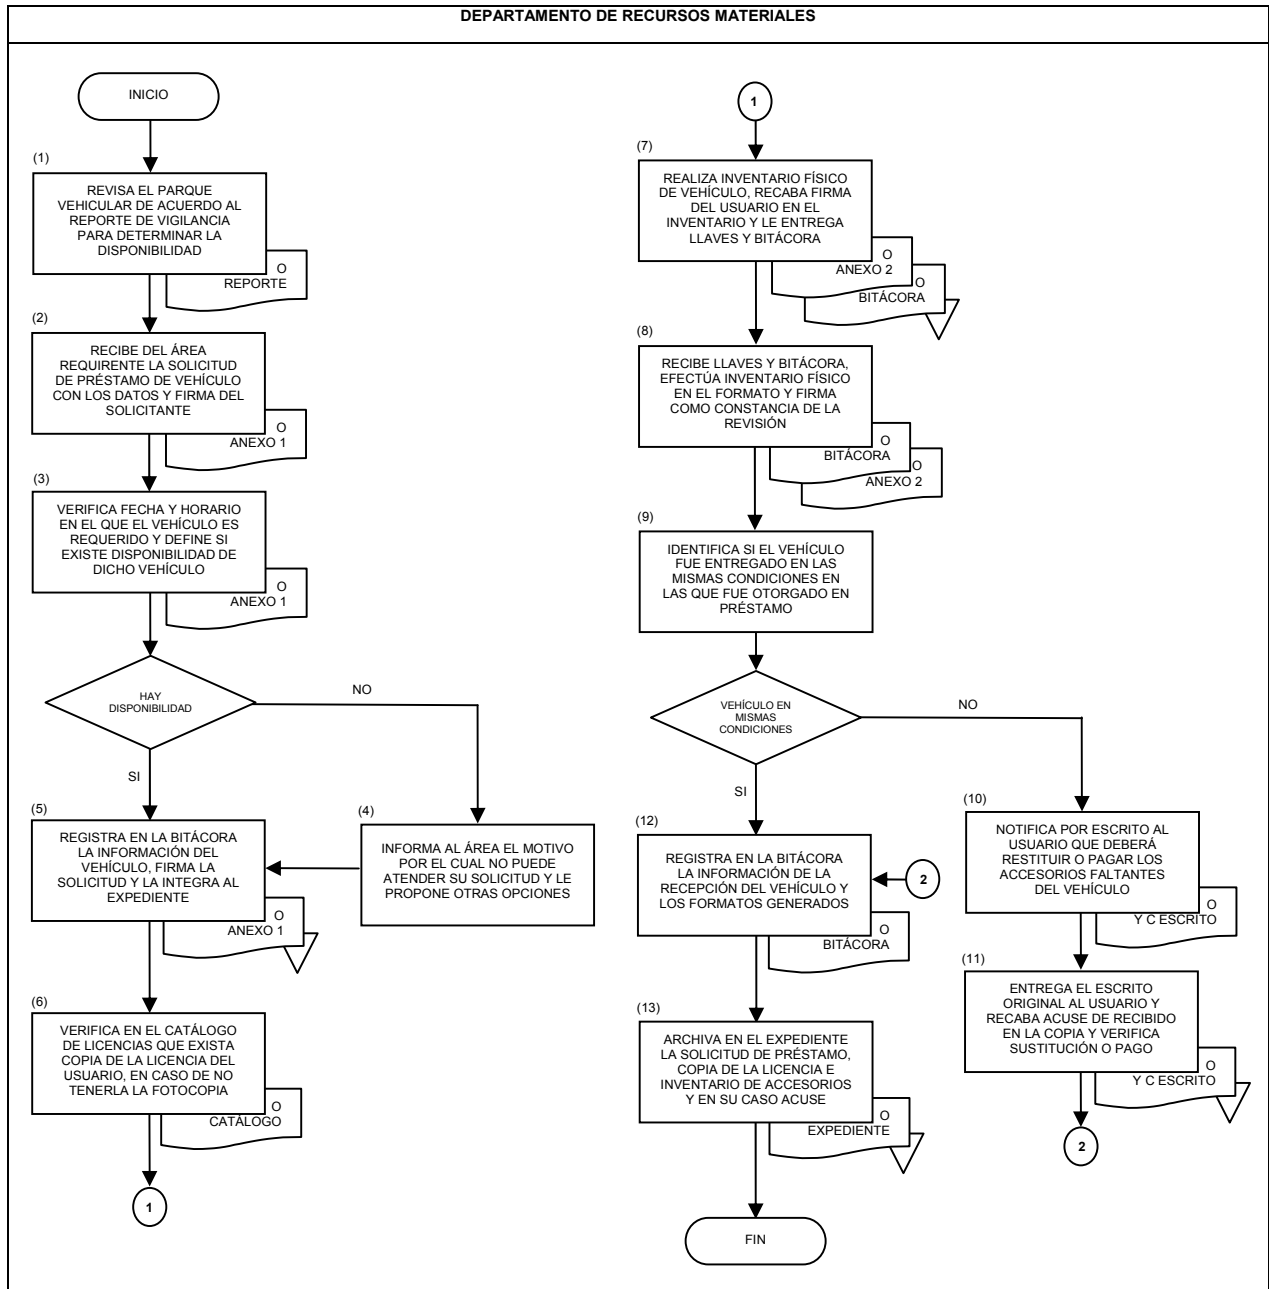 DEPARTAMENTO DE RECURSOS MATERIALES
INICIO
(1)
REVISA EL PARQUE
VEHICULAR DE ACUERDO AL
REPORTE DE VIGILANCIA
PARA DETERMINAR LA
DISPONIBILIDAD
O
REPORTE
(2)
RECIBE DEL ÁREA
REQUIRENTE LA SOLICITUD
DE PRÉSTAMO DE VEHÍCULO
CON LOS DATOS Y FIRMA DEL
SOLICITANTE
O
ANEXO 1
(3)
VERIFICA FECHA Y HORARIO
EN EL QUE EL VEHÍCULO ES
REQUERIDO Y DEFINE SI
EXISTE DISPONIBILIDAD DE
DICHO VEHÍCULO
O
ANEXO 1
HAY
DISPONIBILIDAD
NO
SI
(4)
INFORMA AL ÁREA EL MOTIVO
POR EL CUAL NO PUEDE
ATENDER SU SOLICITUD Y LE
PROPONE OTRAS OPCIONES
(5)
REGISTRA EN LA BITÁCORA
LA INFORMACIÓN DEL
VEHÍCULO, FIRMA LA
SOLICITUD Y LA INTEGRA AL
EXPEDIENTE
O
ANEXO 1
(6)
VERIFICA EN EL CATÁLOGO
DE LICENCIAS QUE EXISTA
COPIA DE LA LICENCIA DEL
USUARIO, EN CASO DE NO
TENERLA LA FOTOCOPIA
O
CATÁLOGO
1
1
(7)
REALIZA INVENTARIO FÍSICO
DE VEHÍCULO, RECABA FIRMA
DEL USUARIO EN EL
INVENTARIO Y LE ENTREGA
LLAVES Y BITÁCORA
O
ANEXO 2
O
BITÁCORA
(8)
RECIBE LLAVES Y BITÁCORA,
EFECTÚA INVENTARIO FÍSICO
EN EL FORMATO Y FIRMA
COMO CONSTANCIA DE LA
REVISIÓN
O
BITÁCORA
O
ANEXO 2
(9)
IDENTIFICA SI EL VEHÍCULO
FUE ENTREGADO EN LAS
MISMAS CONDICIONES EN
LAS QUE FUE OTORGADO EN
PRÉSTAMO
VEHÍCULO EN
MISMAS
CONDICIONES
NO
SI
(10)
NOTIFICA POR ESCRITO AL
USUARIO QUE DEBERÁ
RESTITUIR O PAGAR LOS
ACCESORIOS FALTANTES
DEL VEHÍCULO
O
Y C ESCRITO
(11)
ENTREGA EL ESCRITO
ORIGINAL AL USUARIO Y
RECABA ACUSE DE RECIBIDO
EN LA COPIA Y VERIFICA
SUSTITUCIÓN O PAGO
O
Y C ESCRITO
2
(12)
REGISTRA EN LA BITÁCORA
LA INFORMACIÓN DE LA
RECEPCIÓN DEL VEHÍCULO Y
LOS FORMATOS GENERADOS
2
O
BITÁCORA
(13)
ARCHIVA EN EL EXPEDIENTE
LA SOLICITUD DE PRÉSTAMO,
COPIA DE LA LICENCIA E
INVENTARIO DE ACCESORIOS
Y EN SU CASO ACUSE
O
EXPEDIENTE
FIN